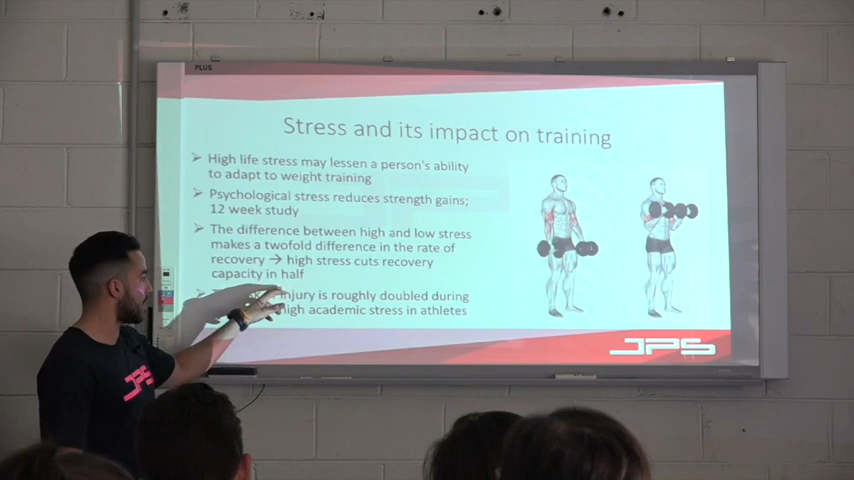 PLUS
Stress and its impact on training
➢ High life stress may lessen a person's ability
to adapt to weight training
➢ Psychological stress reduces strength gains;
12 week study
➢ The difference between high and low stress
makes a twofold difference in the rate of
recovery → high stress cuts recovery
capacity in half
injury is roughly doubled during
high academic stress in athletes
JPS
JPS